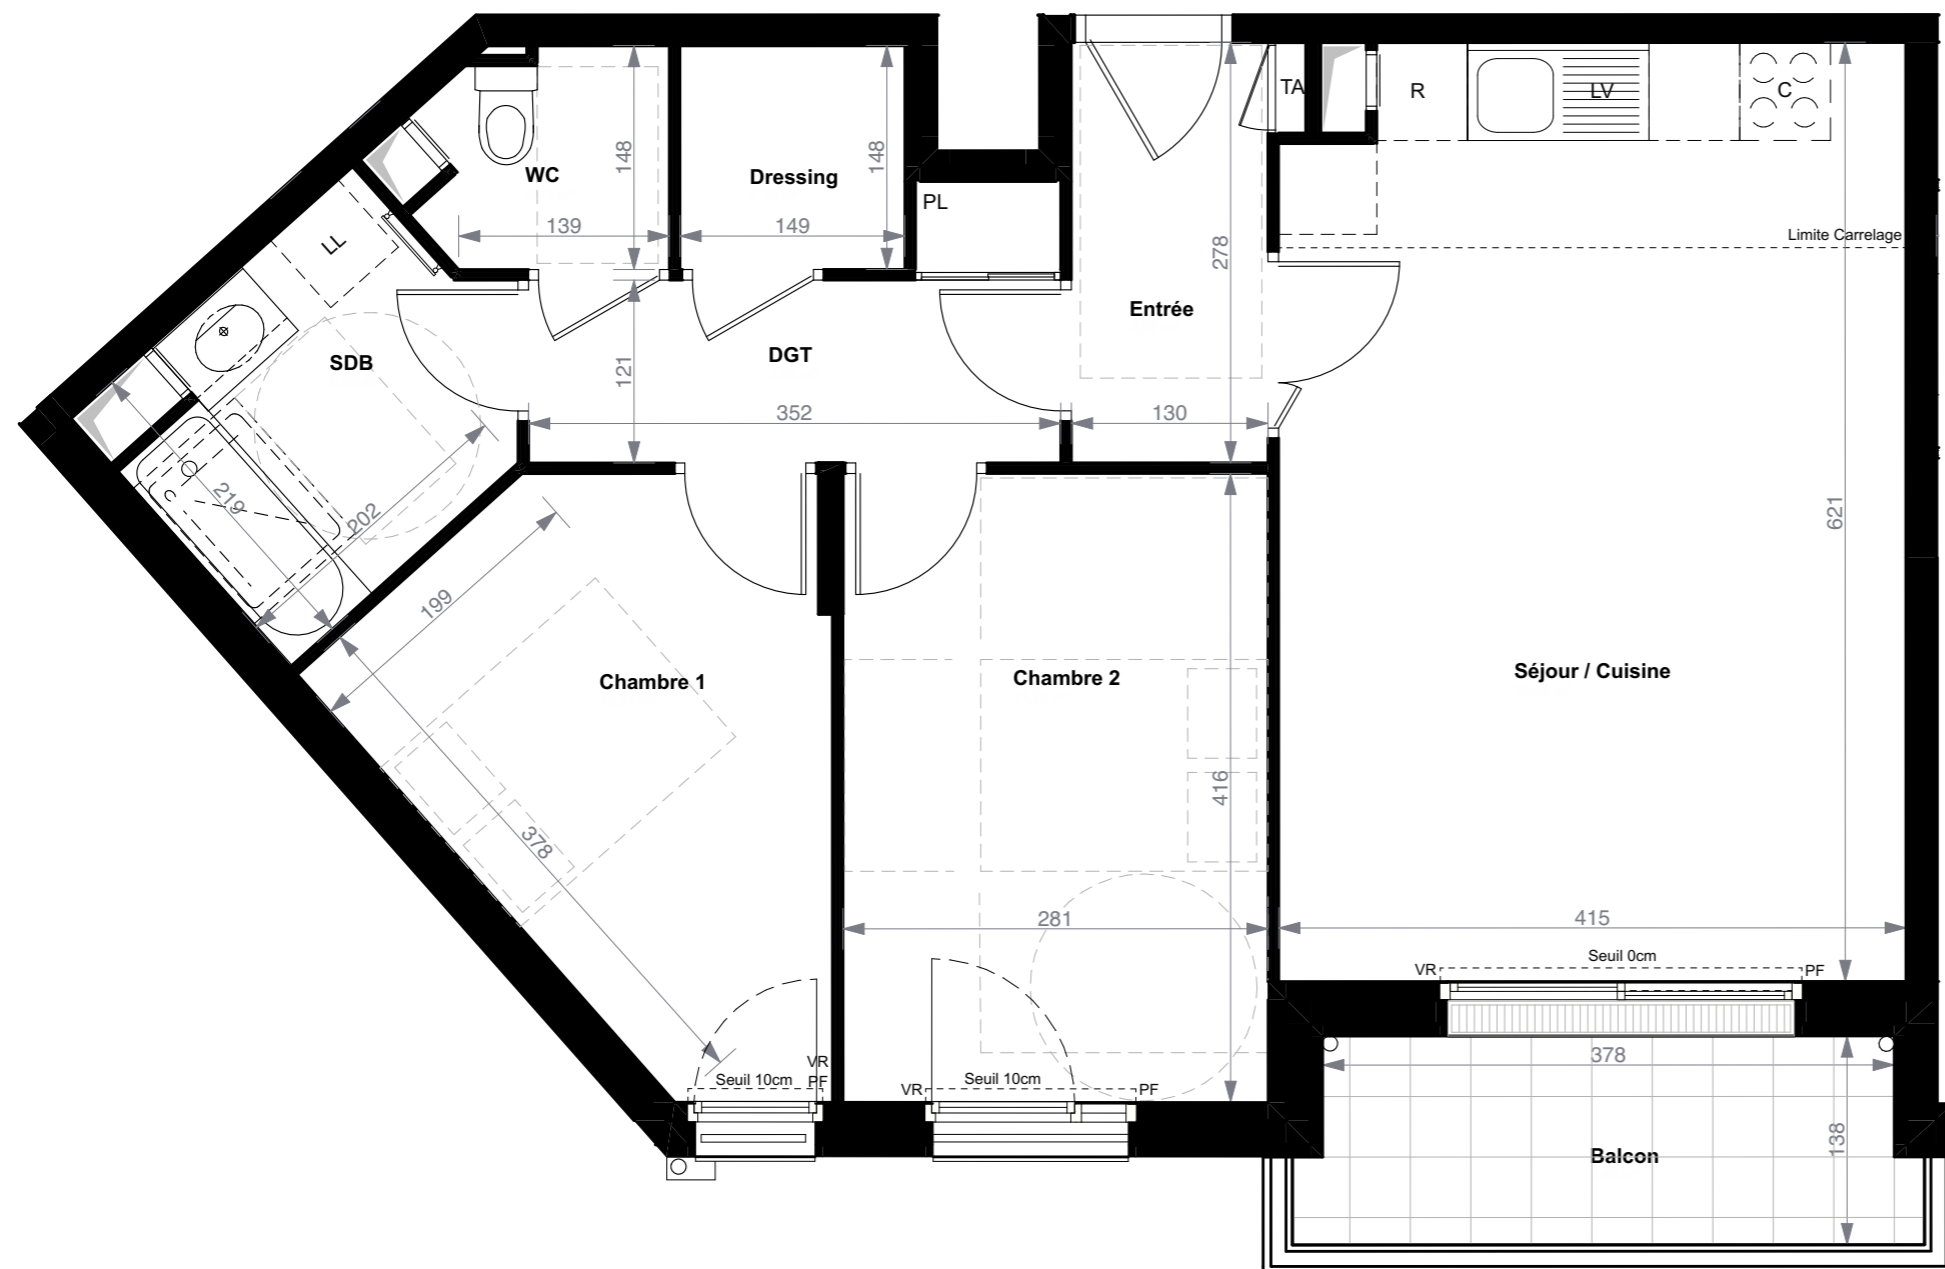 TA
R
LV
C
WC
148
Dressing
148
PL
139
149
278
Limite Carrelage
LL
Entrée
SDB
DGT
121
352
130
219
202
621
199
Chambre 1
Chambre 2
Séjour / Cuisine
416
378
281
415
Seuil 0cm
VR
PF
VR
PF
Seuil 10cm
VR
Seuil 10cm
PF
378
138
Balcon